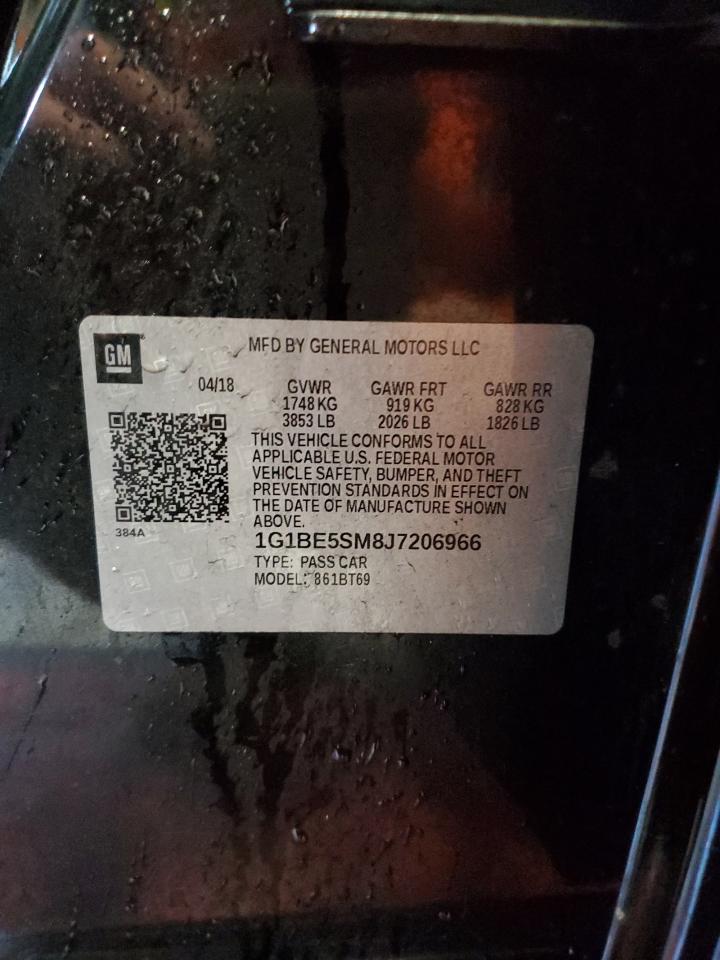 GM
MFD BY GENERAL MOTORS LLC
04/18 GVWR GAWR FRT GAWR RR
1748 KG 919 KG 828 KG
3853 LB 2026 LB 1826 LB
THIS VEHICLE CONFORMS TO ALL
APPLICABLE U.S. FEDERAL MOTOR
VEHICLE SAFETY, BUMPER, AND THEFT
PREVENTION STANDARDS IN EFFECT ON
THE DATE OF MANUFACTURE SHOWN
ABOVE.
384A
1G1BE5SM8J7206966
TYPE: PASS CAR
MODEL: 861BT69